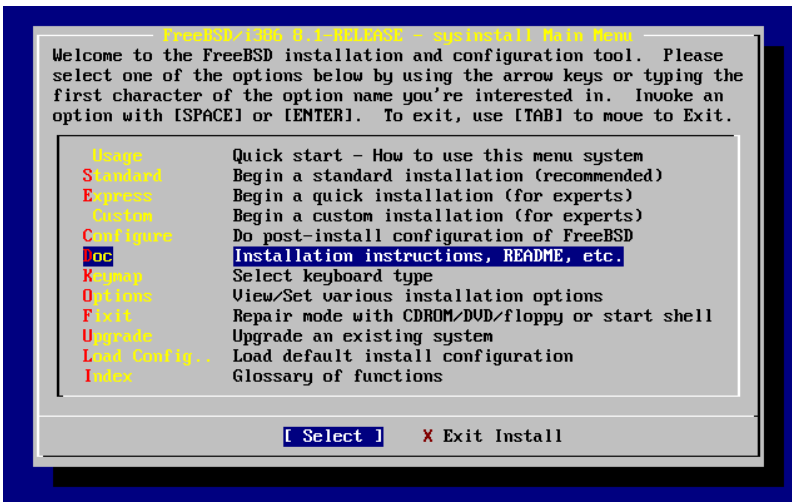 FreeBSD/i386 8.1-RELEASE - sysinstall Main Menu
Welcome to the FreeBSD installation and configuration tool.  Please
select one of the options below by using the arrow keys or typing the
first character of the option name you're interested in.  Invoke an
option with [SPACE] or [ENTER].  To exit, use [TAB] to move to Exit.
Usage Quick start - How to use this menu system
Standard Begin a standard installation (recommended)
Express Begin a quick installation (for experts)
Custom Begin a custom installation (for experts)
Configure Do post-install configuration of FreeBSD
Doc Installation instructions, README, etc.
Keymap Select keyboard type
Options View/Set various installation options
Fixit Repair mode with CDROM/DVD/floppy or start shell
Upgrade Upgrade an existing system
Load Config.. Load default install configuration
Index Glossary of functions
[ Select ] X Exit Install